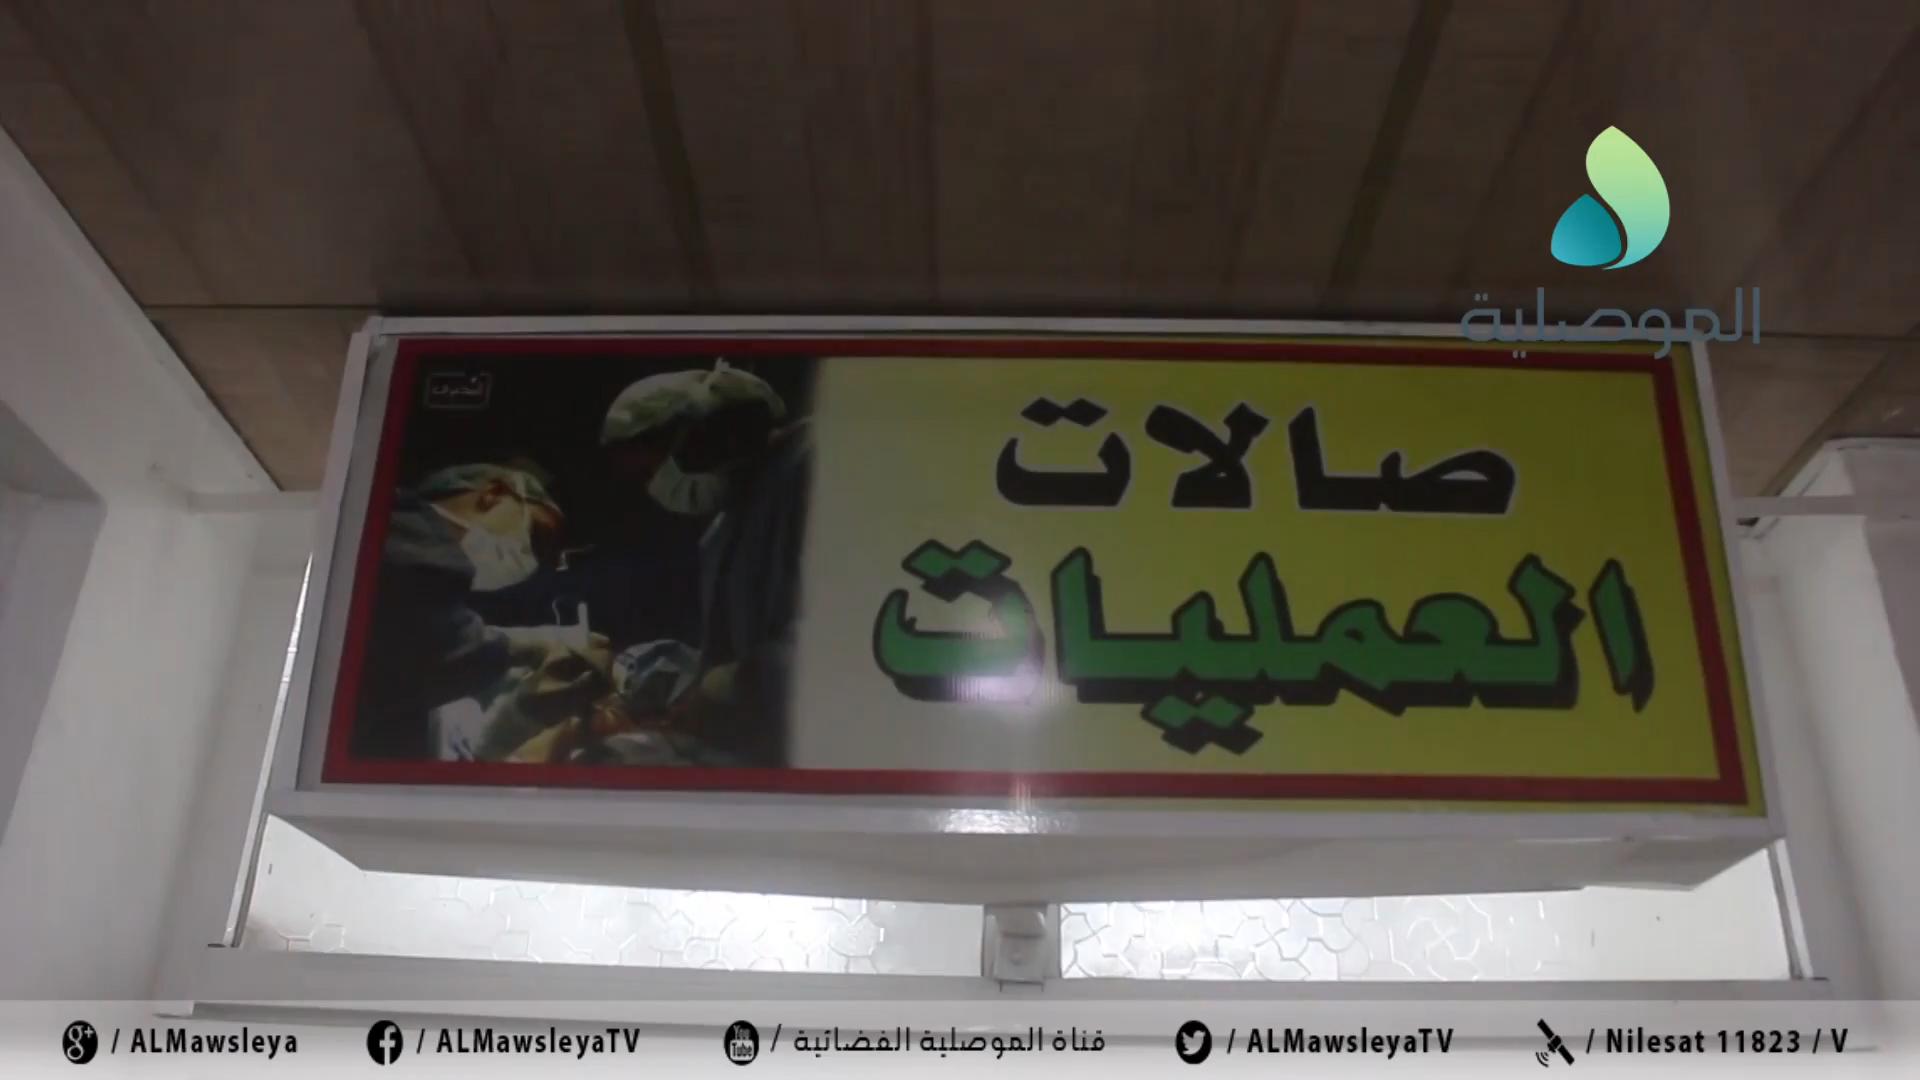 الموصلية
صالات
العمليات
/ ALMawsleya
/ ALMawsleyaTV
/ قناة الموصلية الفضائية
/ ALMawsleyaTV
/ Nilesat 11823 / V